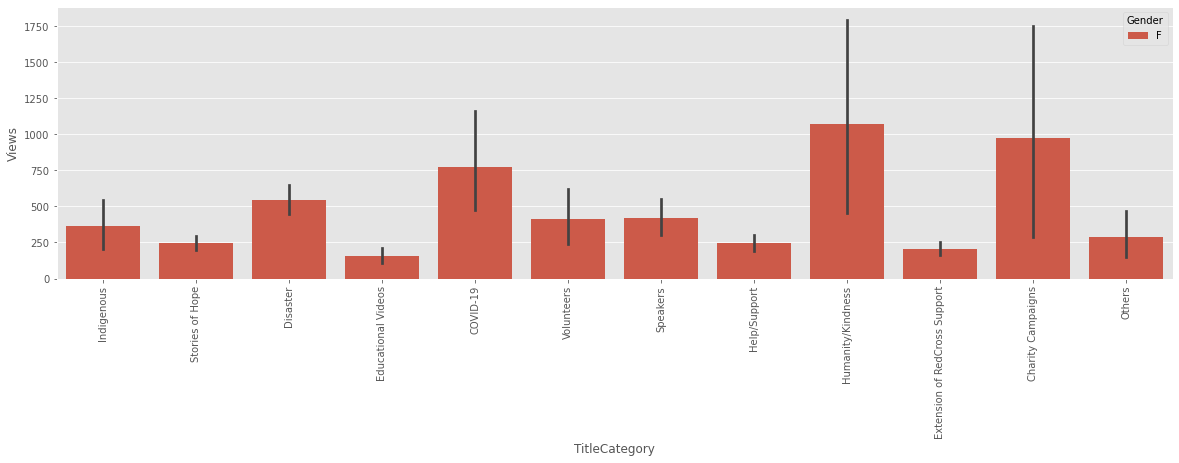 Gender
F
Views
1750
1500
1250
1000
750
500
250
0
Indigenous
Stories of Hope
Disaster
Educational Videos
COVID-19
Volunteers
Speakers
Help/Support
Humanity/Kindness
Extension of RedCross Support
Charity Campaigns
Others
TitleCategory